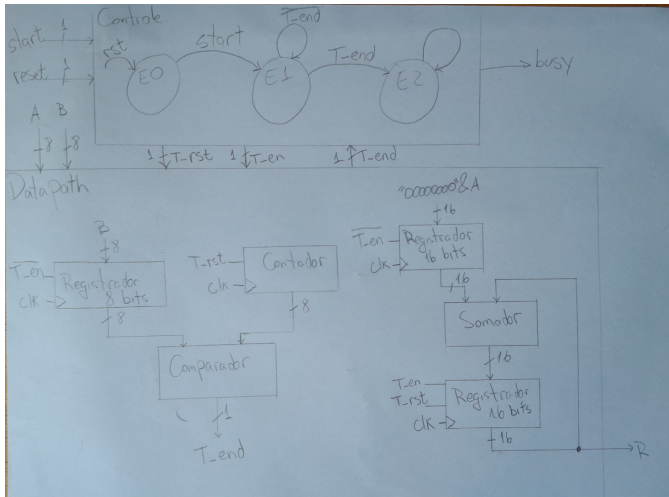 Controle
start 1
reset 1
rst
start
T_end
T_end
E0
E1
E2
busy
A B
8 8
1 T_rst 1 T_en 1 T_end
Datapath
"00000000"&A
16
B
8
T_en
clk
Registrador
8 bits
8
T_rst
clk
Contador
8
T_en
clk
Registrador
16 bits
16
Somador
16
Comparador
1
T_end
T_en
T_rst
clk
Registrador
16 bits
16
R